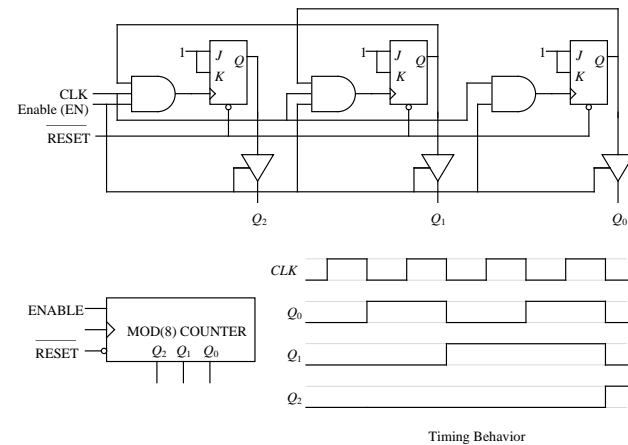 1 J Q 1 J Q 1 J Q
K K K
CLK
Enable (EN)
RESET
Q2 Q1 Q0
CLK
ENABLE
MOD(8) COUNTER
RESET
Q2 Q1 Q0
Q0
Q1
Q2
Timing Behavior